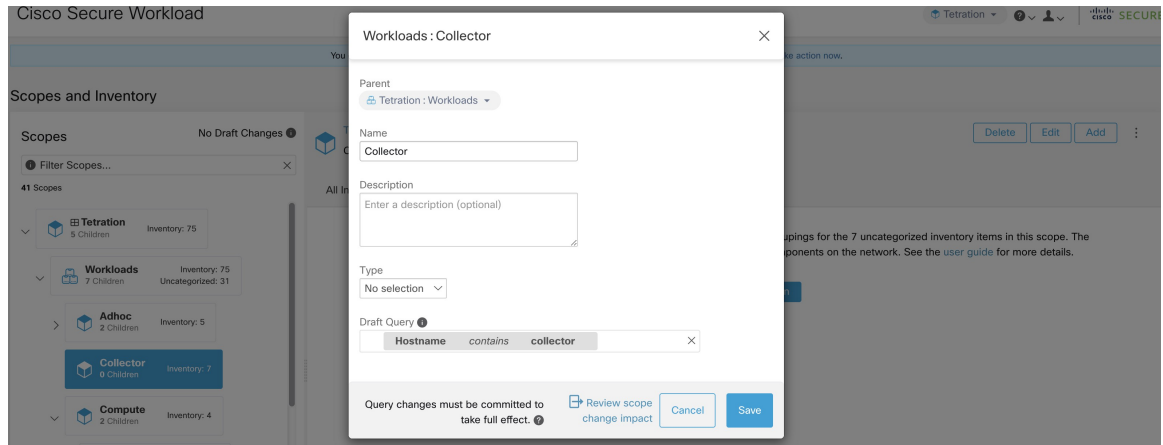 Cisco Secure Workload
Tetration
CISCO SECURE
You
ke action now.
Scopes and Inventory
Scopes
No Draft Changes
Filter Scopes...
41 Scopes
Tetration
5 Children
Inventory: 75
Workloads
7 Children
Inventory: 75
Uncategorized: 31
Adhoc
2 Children
Inventory: 5
Collector
0 Children
Inventory: 7
Compute
2 Children
Inventory: 4
All In
Delete
Edit
Add
upings for the 7 uncategorized inventory items in this scope. The
ponents on the network. See the user guide for more details.
Workloads : Collector
Parent
Tetration : Workloads
Name
Collector
Description
Enter a description (optional)
Type
No selection
Draft Query
Hostname contains collector
Query changes must be committed to
take full effect.
Review scope
change impact
Cancel
Save